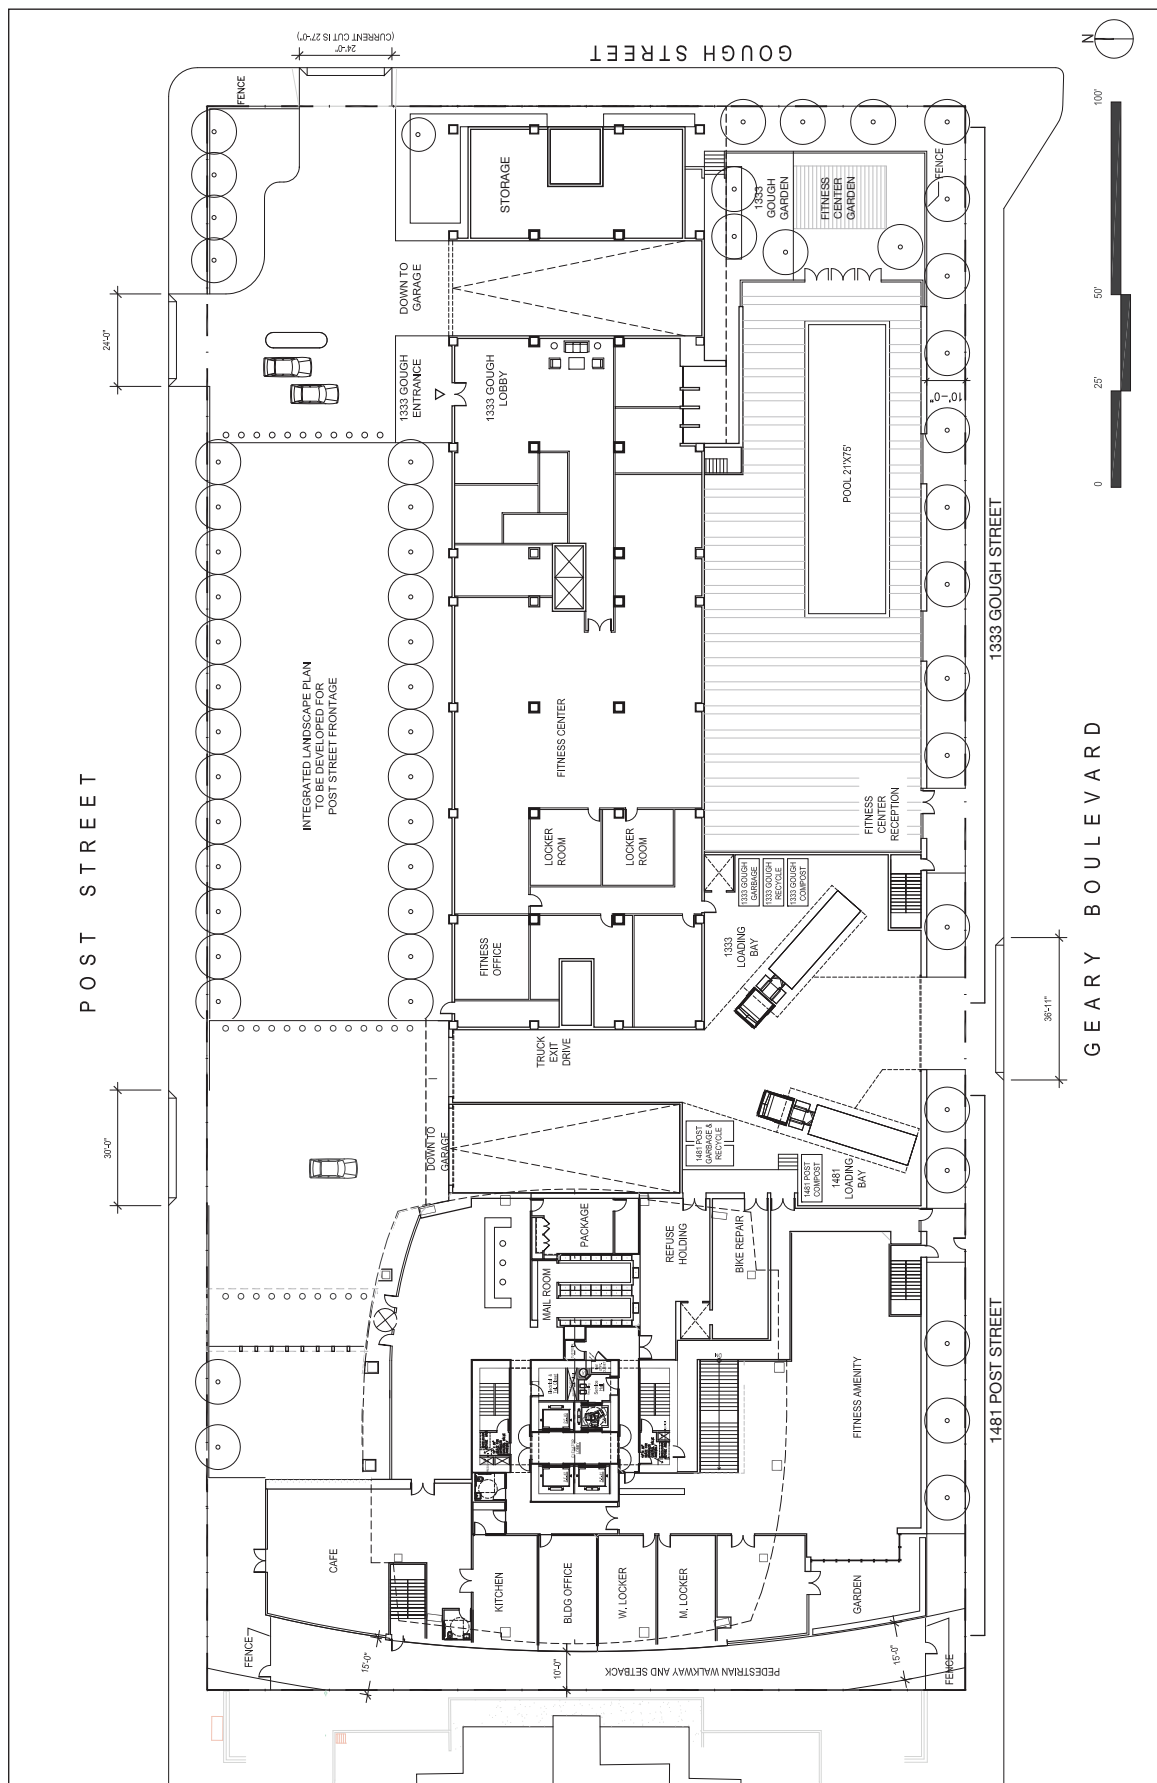 GOUGH STREET
(CURRENT CUT IS 27'-0")
24'-0"
FENCE
N
100'
50'
25'
0
STORAGE
1333
GOUGH
GARDEN
FITNESS
CENTER
GARDEN
FENCE
24'-0"
DOWN TO
GARAGE
1333 GOUGH
ENTRANCE
1333 GOUGH
LOBBY
10'-0"
POOL 21'X75'
1333 GOUGH STREET
POST STREET
INTEGRATED LANDSCAPE PLAN
TO BE DEVELOPED FOR
POST STREET FRONTAGE
FITNESS CENTER
LOCKER
ROOM
LOCKER
ROOM
FITNESS
CENTER
RECEPTION
GEARY BOULEVARD
1333 GOUGH
GARBAGE
1333 GOUGH
RECYCLE
1333 GOUGH
COMPOST
FITNESS
OFFICE
1333
LOADING
BAY
36'-11"
TRUCK
EXIT
DRIVE
30'-0"
DOWN TO
GARAGE
1481 POST
GARBAGE &
RECYCLE
1481 POST
COMPOST
1481
LOADING
BAY
PACKAGE
REFUSE
HOLDING
BIKE REPAIR
MAIL ROOM
1481 POST STREET
FITNESS AMENITY
CAFE
KITCHEN
BLDG OFFICE
W. LOCKER
M. LOCKER
GARDEN
FENCE
15'-0"
10'-0"
PEDESTRIAN WALKWAY AND SETBACK
15'-0"
FENCE